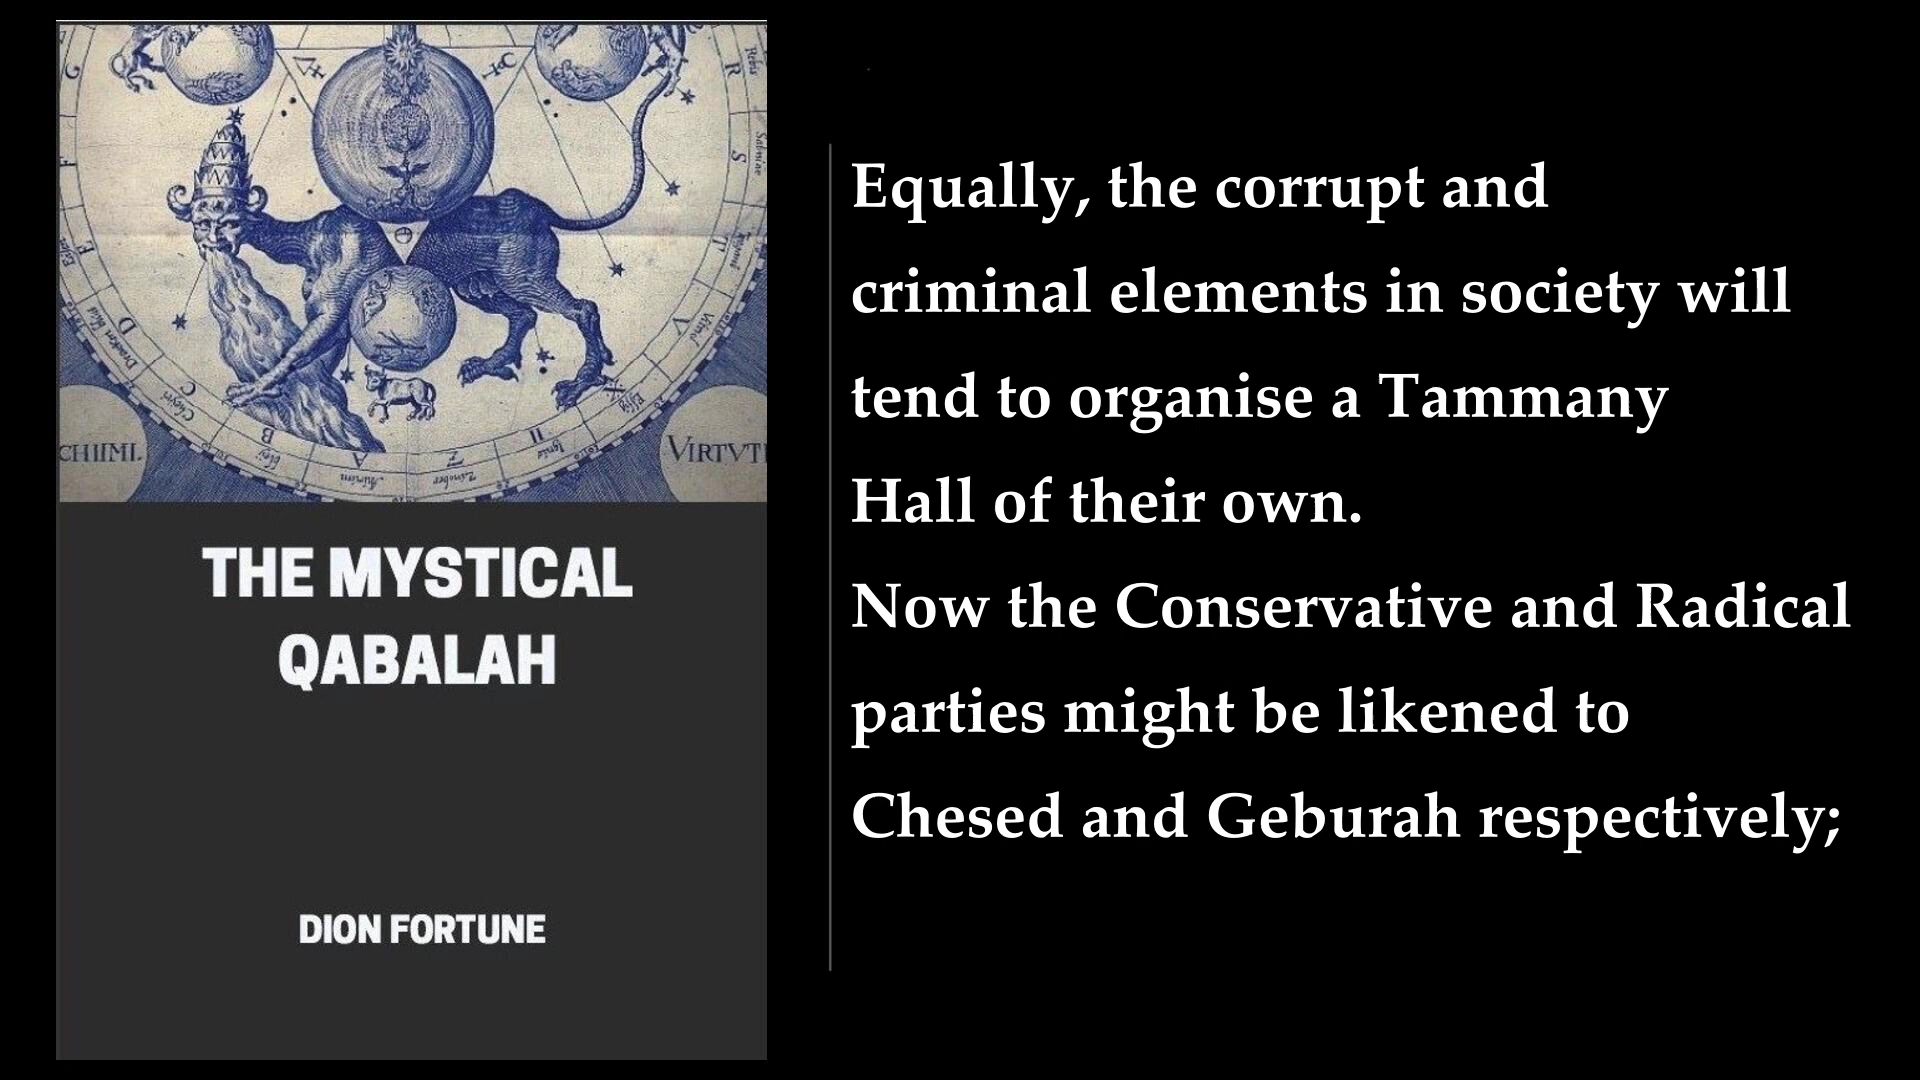 CHIIMI.
VIRTVTI
THE MYSTICAL
QABALAH
DION FORTUNE
Equally, the corrupt and
criminal elements in society will
tend to organise a Tammany
Hall of their own.
Now the Conservative and Radical
parties might be likened to
Chesed and Geburah respectively;